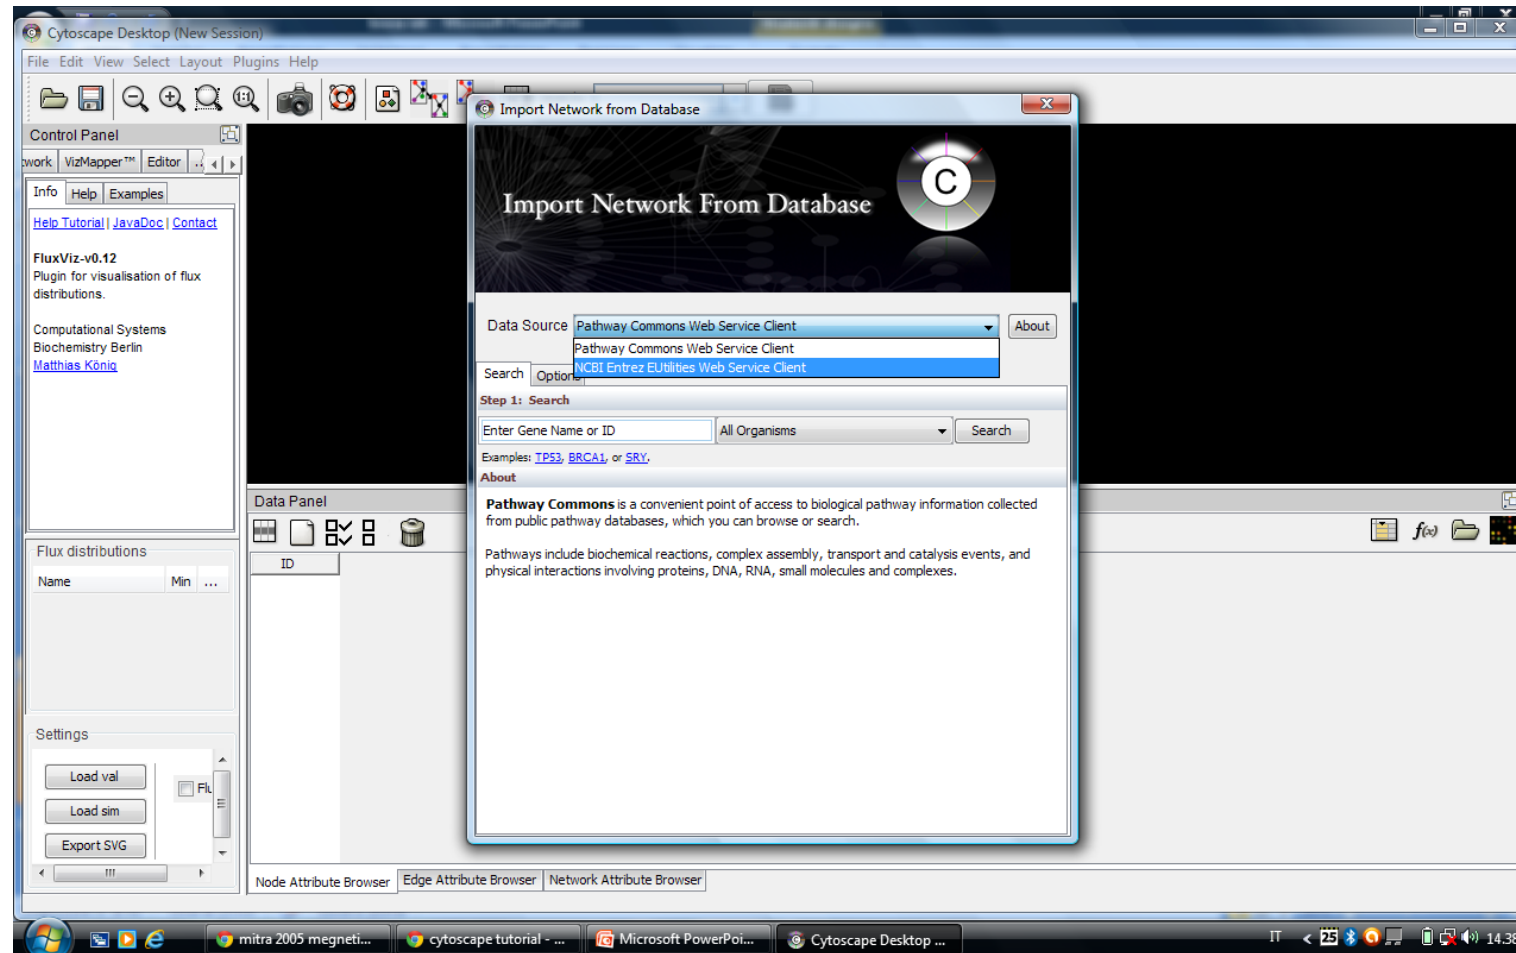 Cytoscape Desktop (New Session)
File Edit View Select Layout Plugins Help
Control Panel
work VizMapper™ Editor ...
Info Help Examples
Help Tutorial | JavaDoc | Contact
FluxViz-v0.12
Plugin for visualisation of flux
distributions.
Computational Systems
Biochemistry Berlin
Matthias König
Flux distributions
Name Min ...
Settings
Load val
Flu
Load sim
Export SVG
Import Network from Database
C
Import Network From Database
Data Source Pathway Commons Web Service Client About
Pathway Commons Web Service Client
NCBI Entrez EUtilities Web Service Client
Search Options
Step 1: Search
Enter Gene Name or ID All Organisms Search
Examples: TP53, BRCA1, or SRY.
About
Pathway Commons is a convenient point of access to biological pathway information collected
from public pathway databases, which you can browse or search.
Pathways include biochemical reactions, complex assembly, transport and catalysis events, and
physical interactions involving proteins, DNA, RNA, small molecules and complexes.
Data Panel
f(x)
ID
Node Attribute Browser Edge Attribute Browser Network Attribute Browser
mitra 2005 megneti... cytoscape tutorial - ... Microsoft PowerPoi... Cytoscape Desktop ... IT < 25 14.38